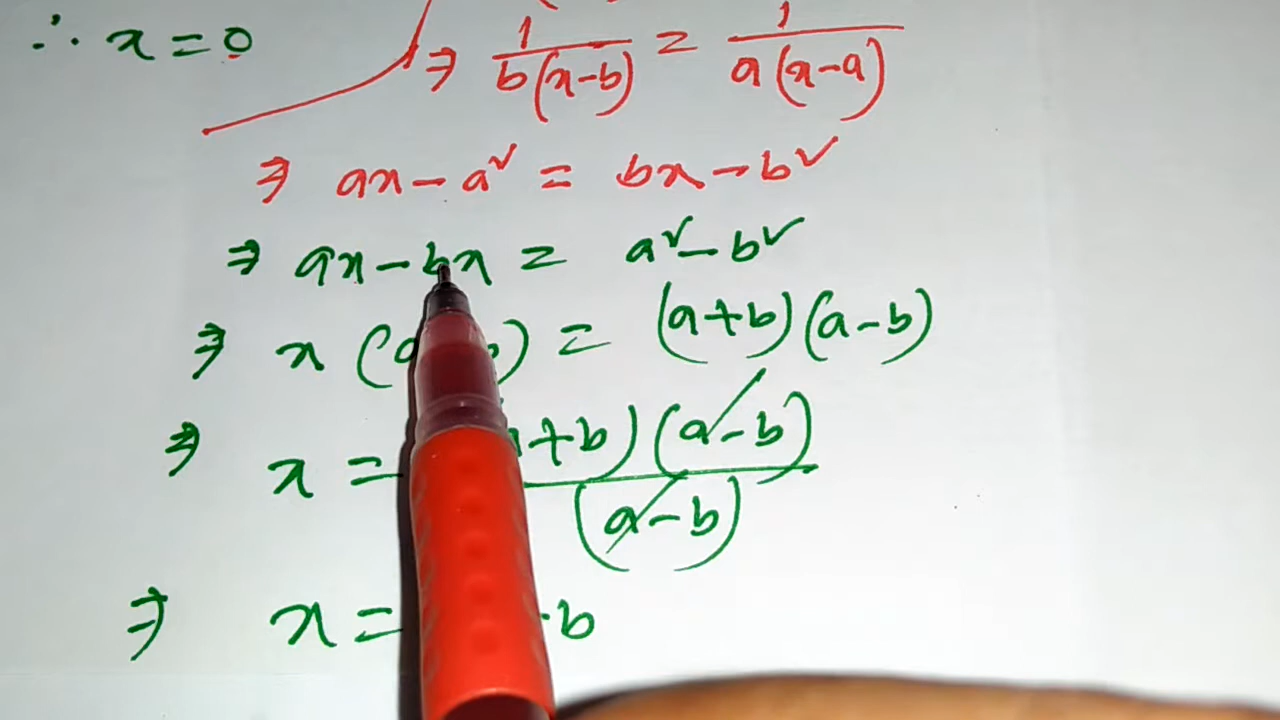 ∴ x = 0
⇒ 1/b(x-b) = 1/a(x-a)
⇒ ax - a² = bx - b²
⇒ ax - bx = a² - b²
⇒ x ( ) = (a+b)(a-b)
⇒ x = +b)(a-b)/(a-b)
⇒ x = b